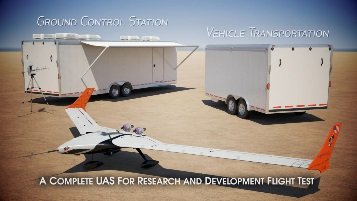 Ground Control Station
Vehicle Transportation
A Complete UAS For Research and Development Flight Test